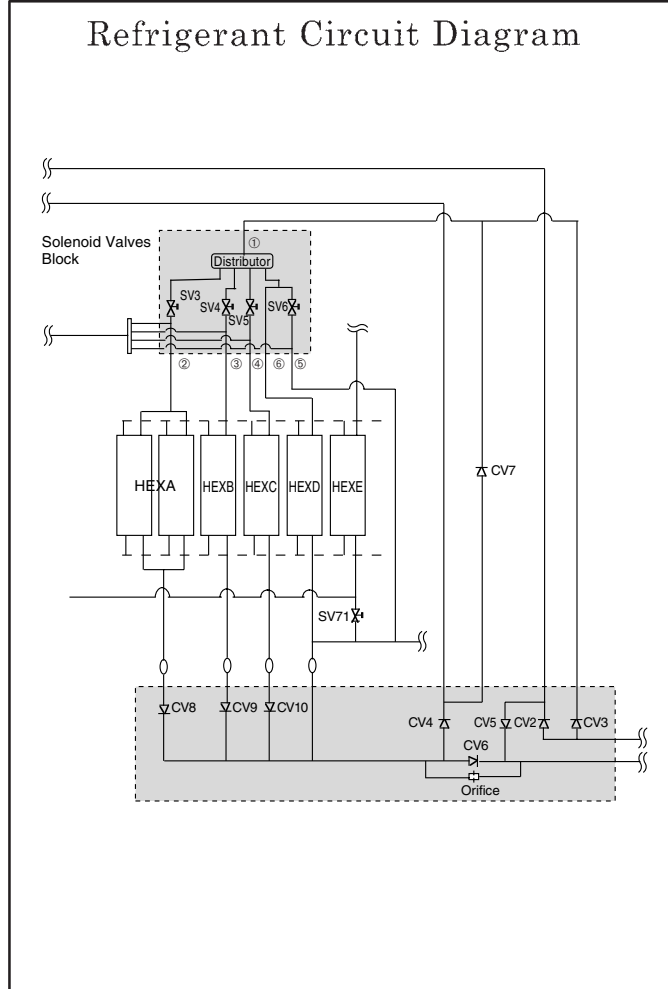 Refrigerant Circuit Diagram
Solenoid Valves
Block
①
Distributor
SV3
SV4
SV5
SV6
②
③
④
⑥
⑤
HEXA
HEXB
HEXC
HEXD
HEXE
CV7
SV71
CV8
CV9
CV10
CV4
CV5
CV2
CV3
CV6
Orifice